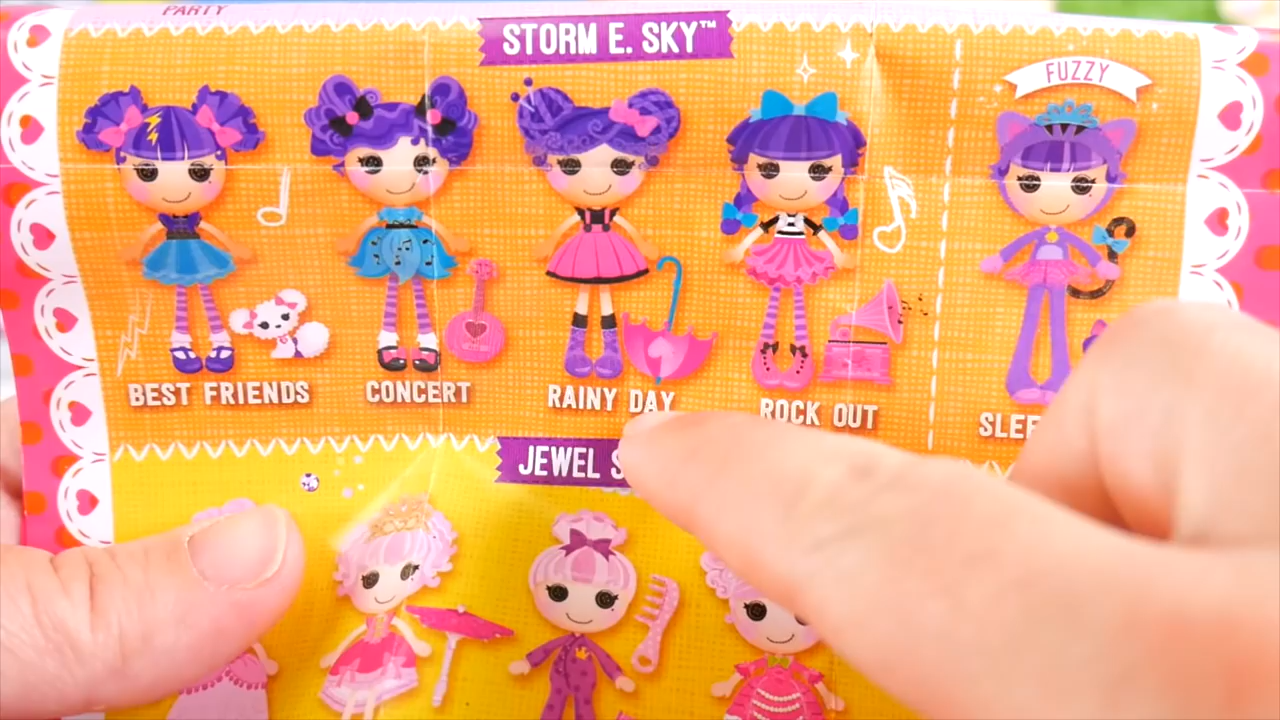 PARTY
STORM E. SKY™
FUZZY
BEST FRIENDS
CONCERT
RAINY DAY
ROCK OUT
JEWEL